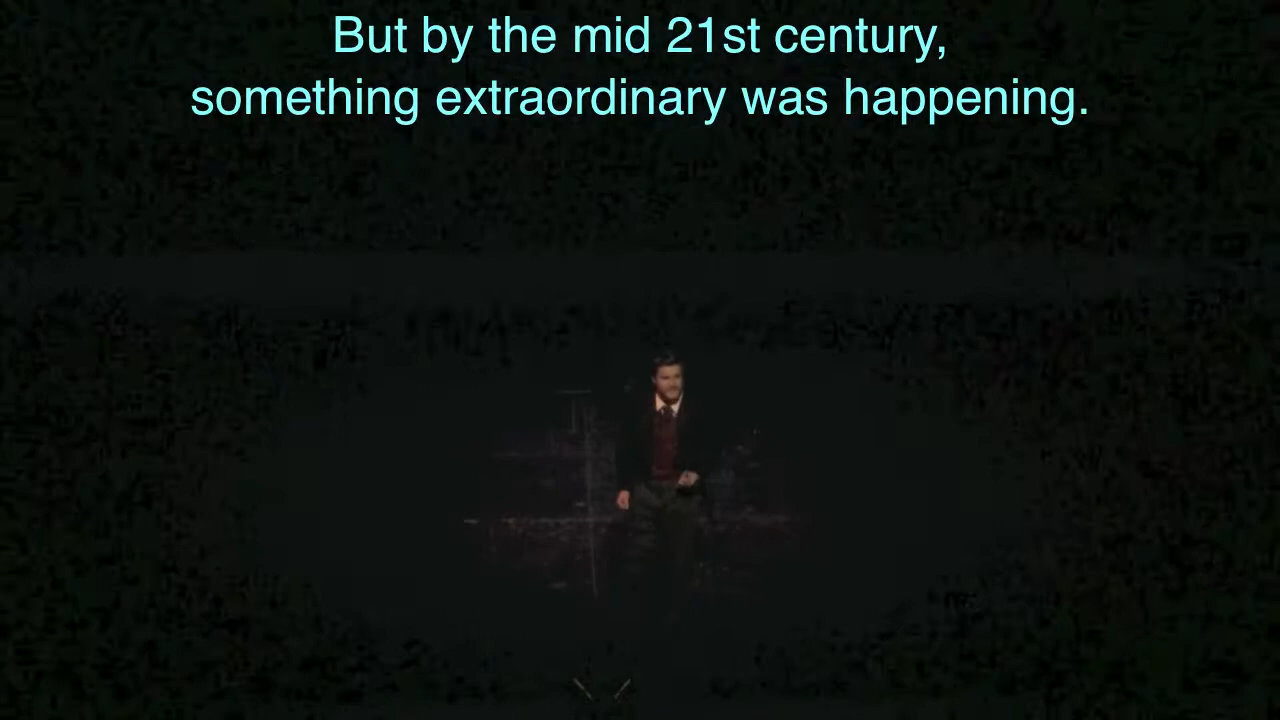 But by the mid 21st century,
something extraordinary was happening.